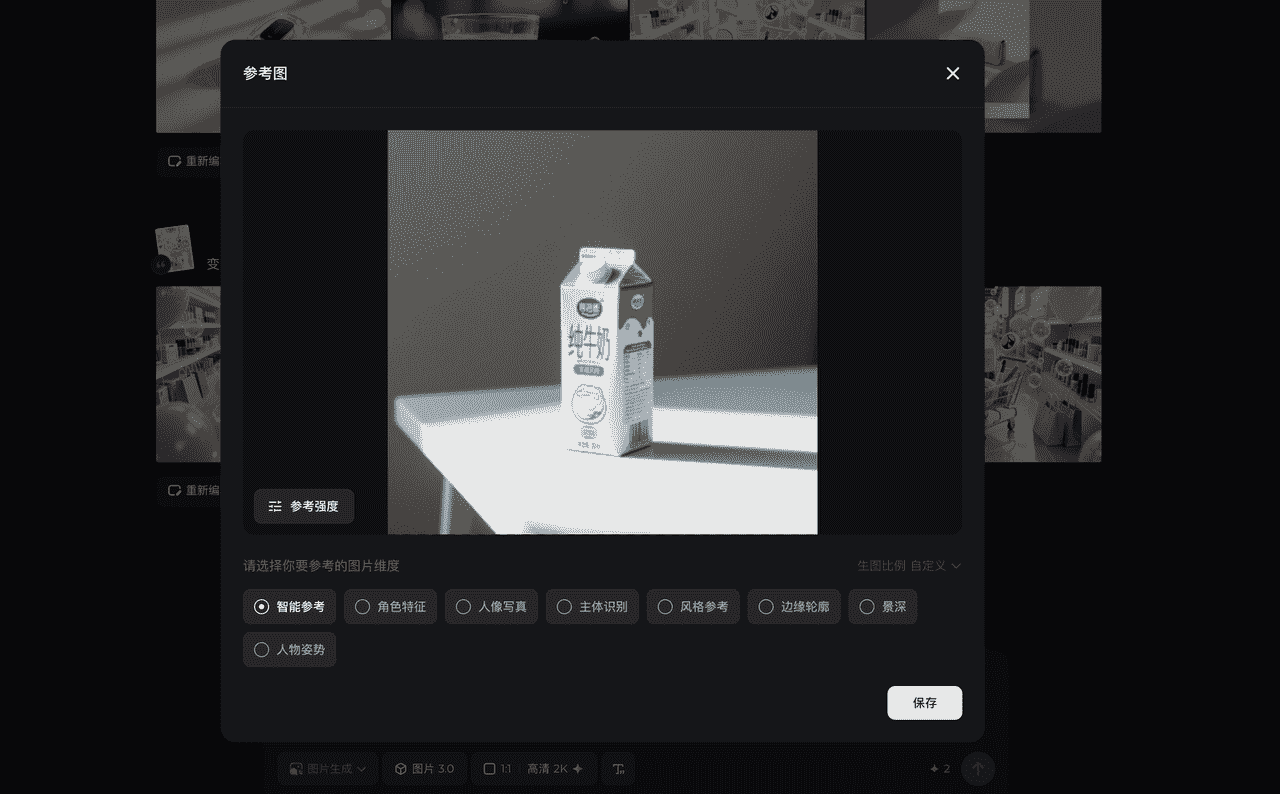 参考图
重新编
变
纯牛奶
参考强度
重新编
请选择你要参考的图片维度
生图比例 自定义
智能参考
角色特征
人像写真
主体识别
风格参考
边缘轮廓
景深
人物姿势
保存
图片生成
图片 3.0
1:1
高清 2K
2